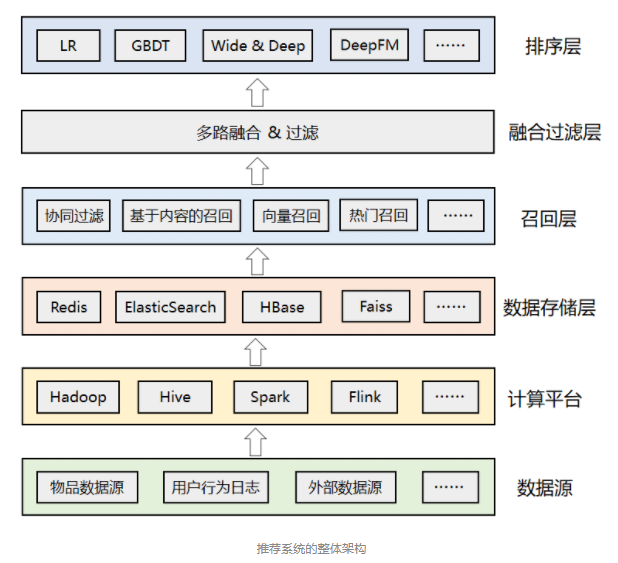 LR GBDT Wide & Deep DeepFM …… 排序层
多路融合 & 过滤 融合过滤层
协同过滤 基于内容的召回 向量召回 热门召回 …… 召回层
Redis ElasticSearch HBase Faiss …… 数据存储层
Hadoop Hive Spark Flink …… 计算平台
物品数据源 用户行为日志 外部数据源 …… 数据源
推荐系统的整体架构